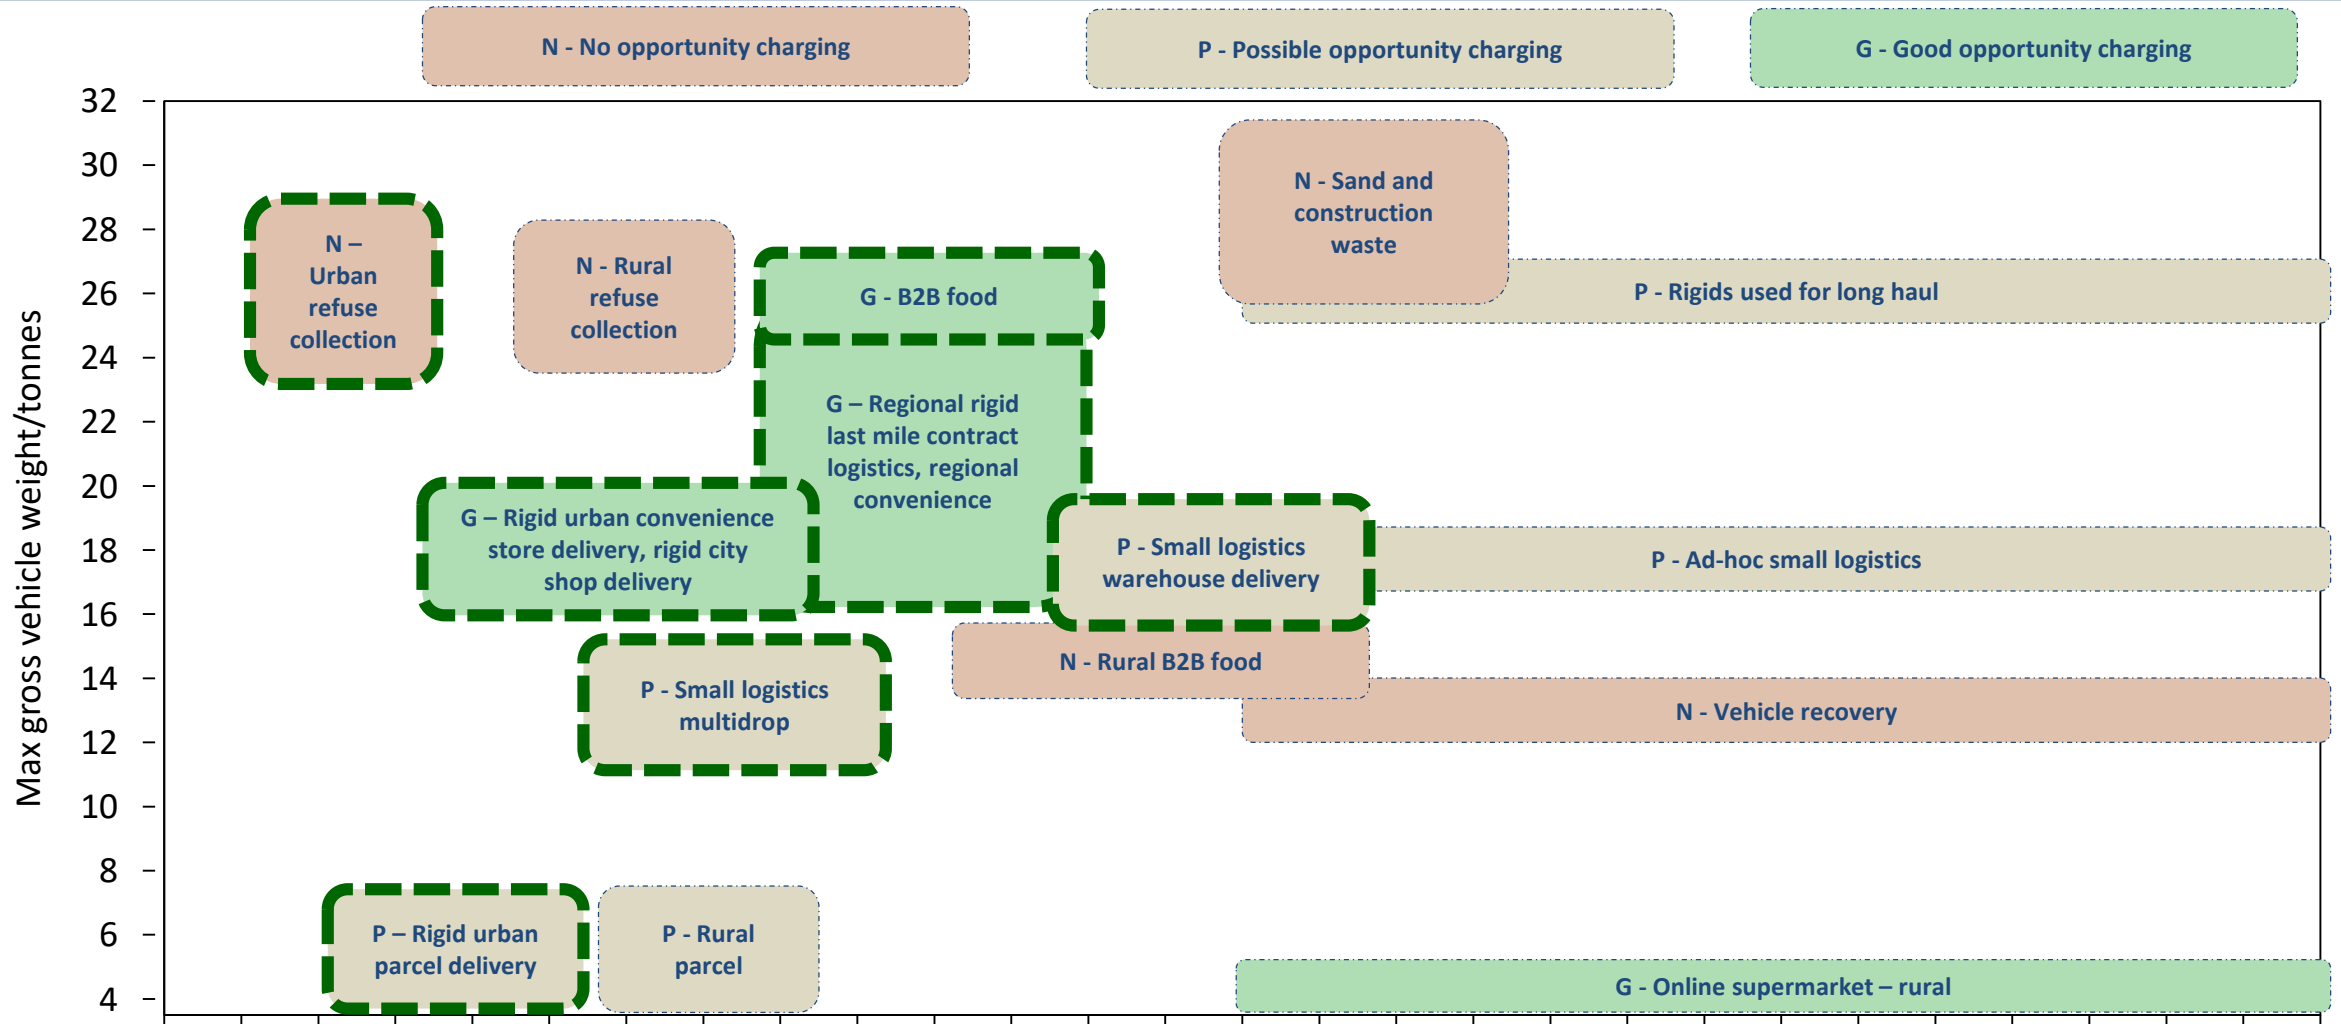 N - No opportunity charging
P - Possible opportunity charging
G - Good opportunity charging
Max gross vehicle weight/tonnes
32
30
28
26
24
22
20
18
16
14
12
10
8
6
4
N –
Urban
refuse
collection
N - Rural
refuse
collection
G - B2B food
N - Sand and
construction
waste
P - Rigids used for long haul
G – Regional rigid
last mile contract
logistics, regional
convenience
G – Rigid urban convenience
store delivery, rigid city
shop delivery
P - Small logistics
warehouse delivery
P - Ad-hoc small logistics
P - Small logistics
multidrop
N - Rural B2B food
N - Vehicle recovery
P – Rigid urban
parcel delivery
P - Rural
parcel
G - Online supermarket – rural